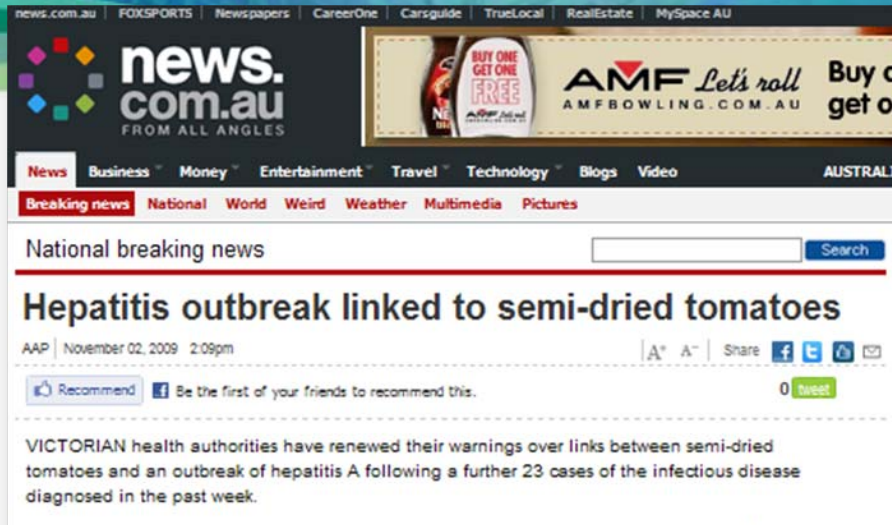 news.com.au | FOXSPORTS | Newspapers | CareerOne | Carsguide | TrueLocal | RealEstate | MySpace AU
news.
com.au
FROM ALL ANGLES
BUY ONE
GET ONE
FREE
AMF Let's roll
AMFBOWLING.COM.AU
Buy
get
News Business Money Entertainment Travel Technology Blogs Video AUSTRAL
Breaking news National World Weird Weather Multimedia Pictures
National breaking news Search
Hepatitis outbreak linked to semi-dried tomatoes
AAP | November 02, 2009 2:09pm A+ A- Share
Recommend Be the first of your friends to recommend this. 0 tweet
VICTORIAN health authorities have renewed their warnings over links between semi-dried
tomatoes and an outbreak of hepatitis A following a further 23 cases of the infectious disease
diagnosed in the past week.